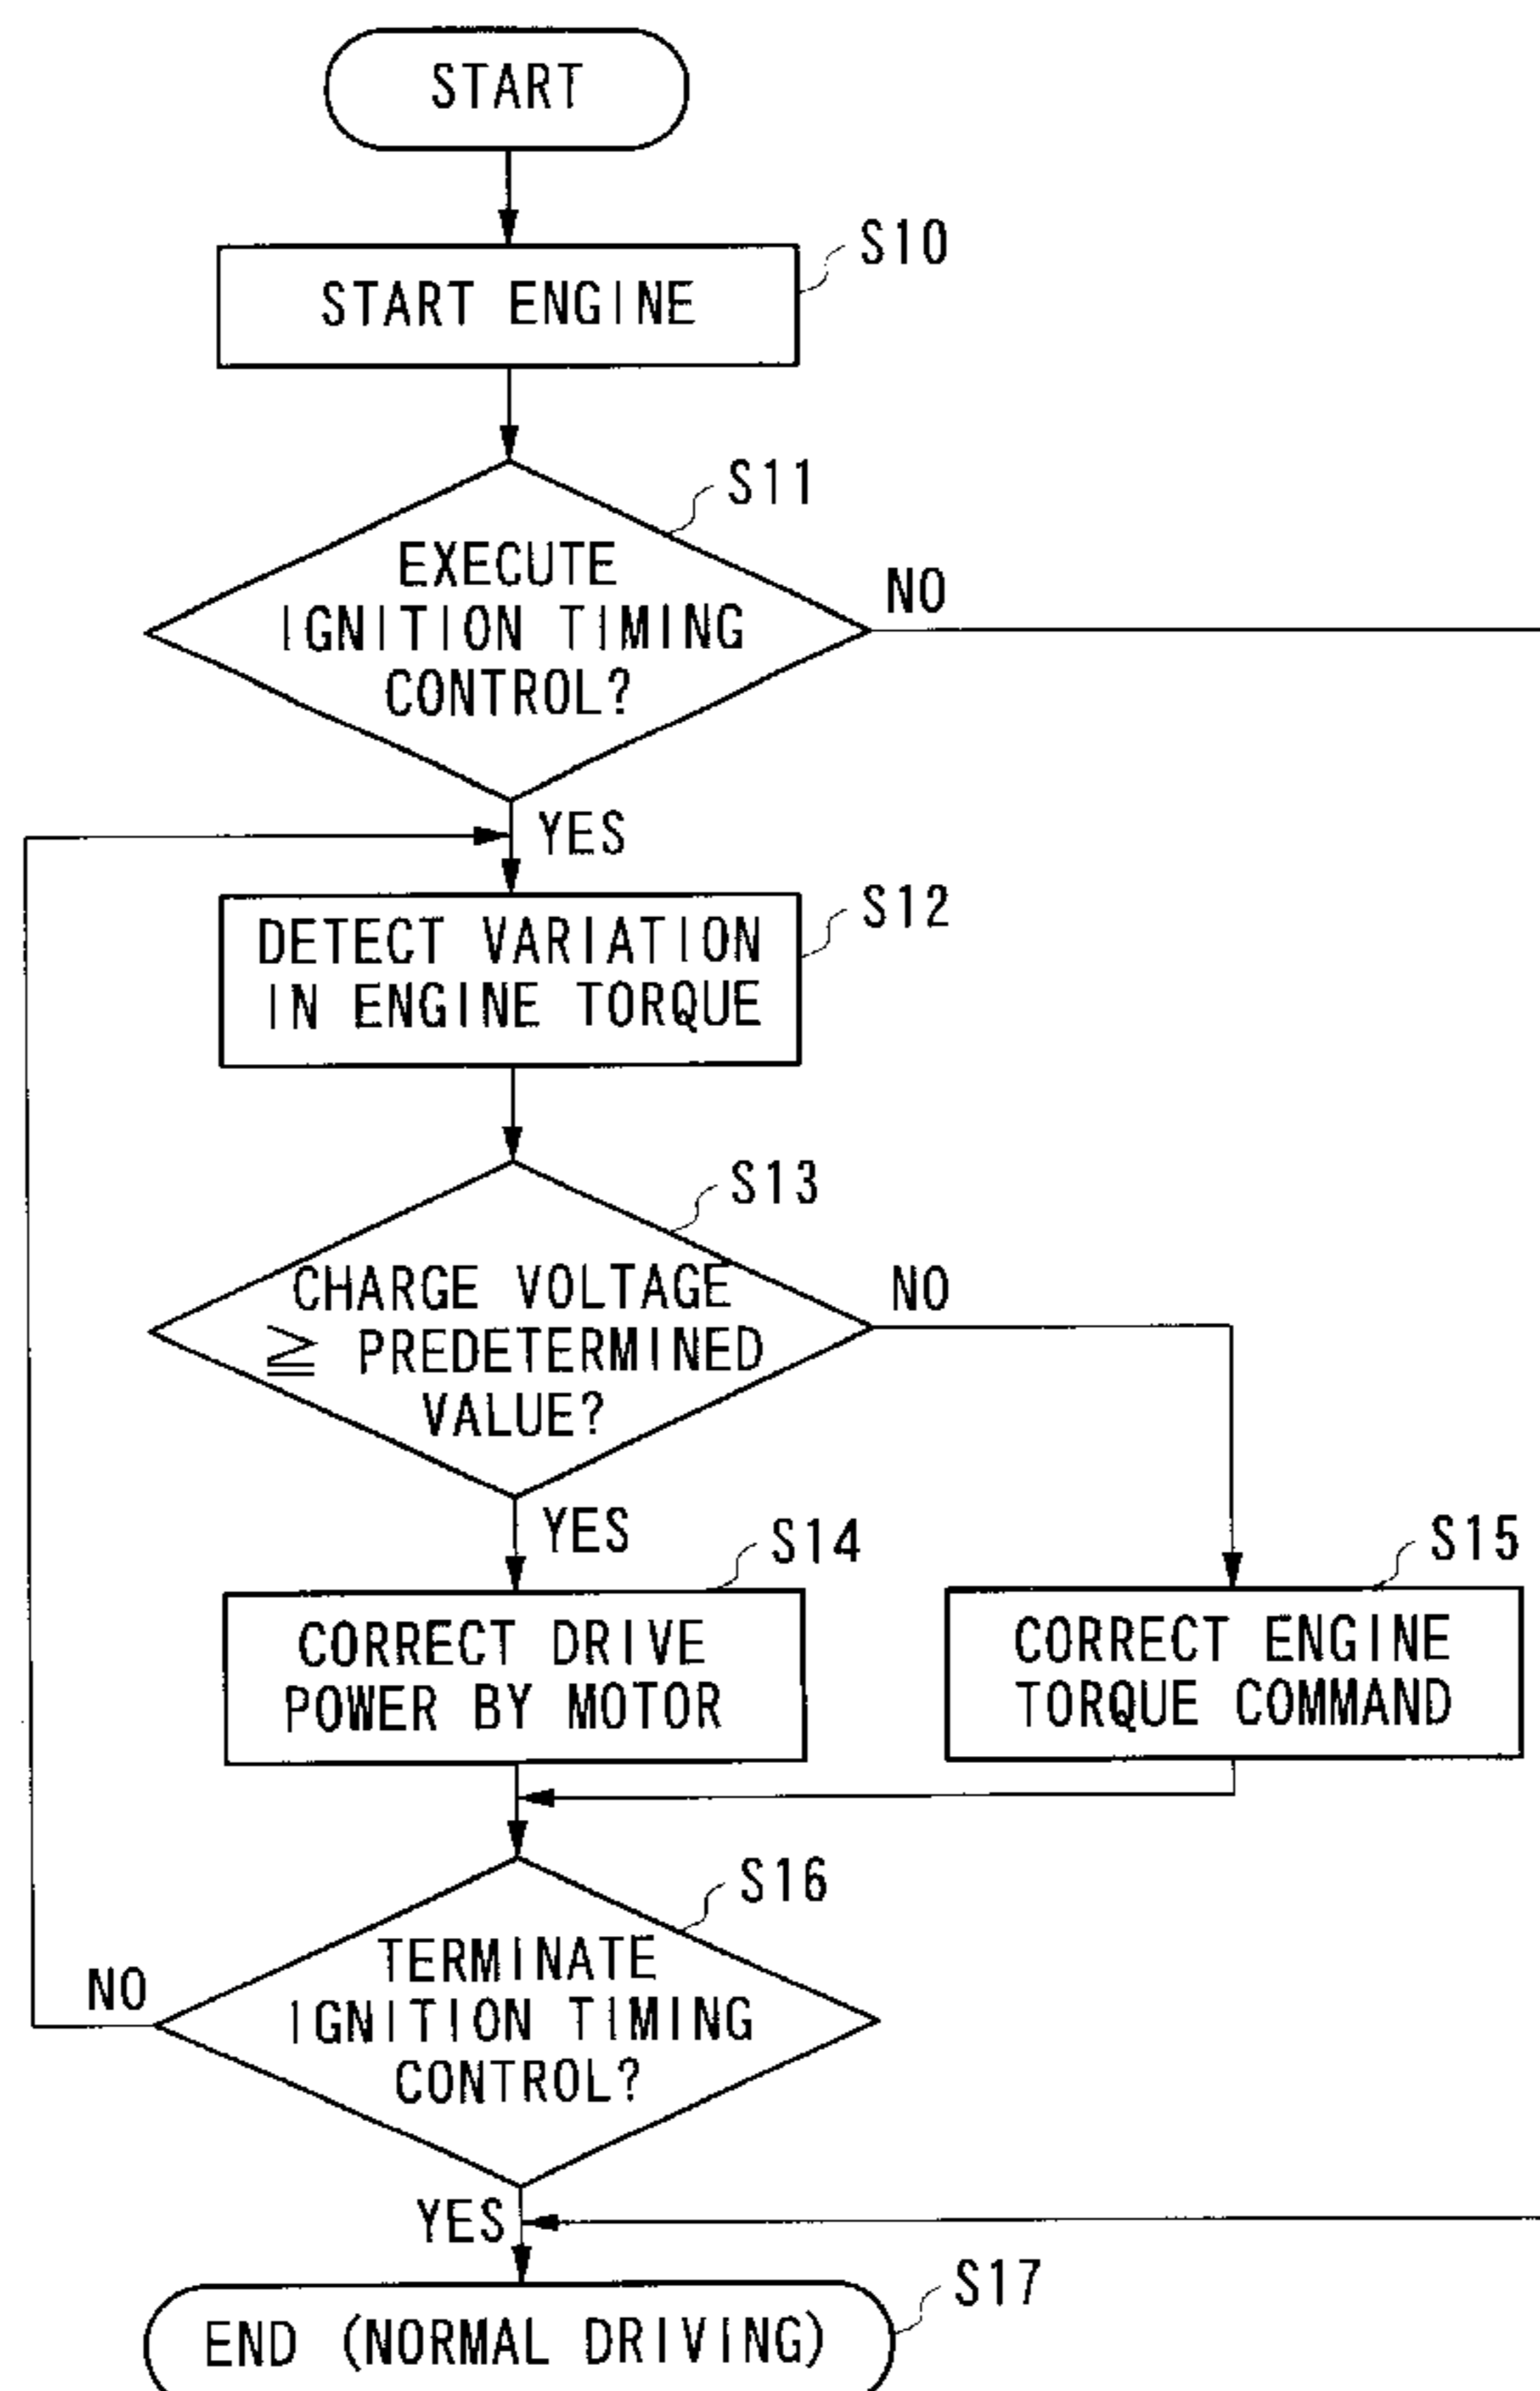 START
S10
START ENGINE
S11
EXECUTE
IGNITION TIMING
CONTROL?
NO
YES
S12
DETECT VARIATION
IN ENGINE TORQUE
S13
CHARGE VOLTAGE
≧ PREDETERMINED
VALUE?
NO
YES
S14
CORRECT DRIVE
POWER BY MOTOR
S15
CORRECT ENGINE
TORQUE COMMAND
S16
TERMINATE
IGNITION TIMING
CONTROL?
NO
YES
S17
END (NORMAL DRIVING)